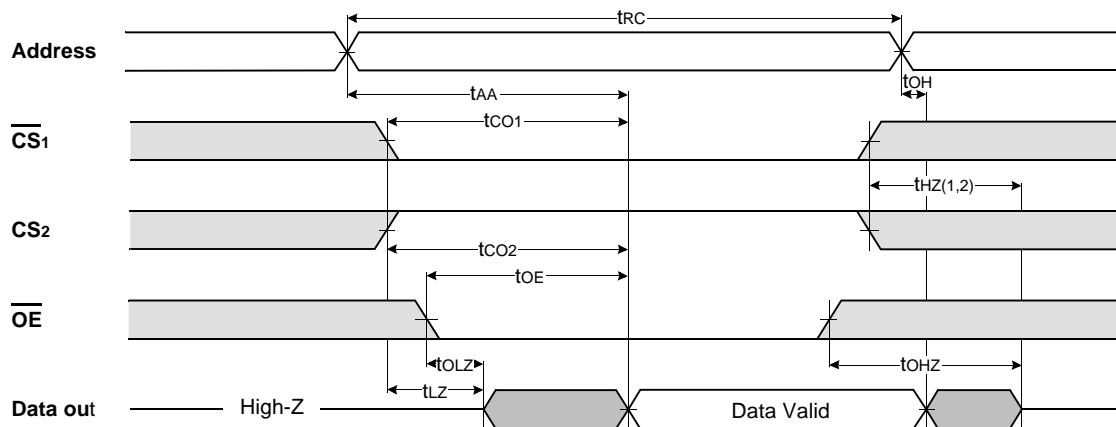 tRC
Address
tOH
tAA
tCO1
CS1
tHZ(1,2)
CS2
tCO2
tOE
OE
tOLZ
tOHZ
tLZ
Data out
High-Z
Data Valid